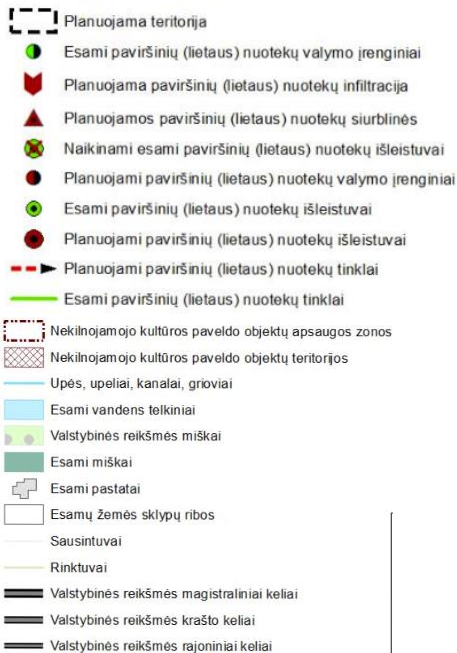 Planuojama teritorija
Esami paviršinių (lietaus) nuotekų valymo įrenginiai
Planuojama paviršinių (lietaus) nuotekų infiltracija
Planuojamos paviršinių (lietaus) nuotekų siurblinės
Naikinami esami paviršinių (lietaus) nuotekų išleistuvai
Planuojami paviršinių (lietaus) nuotekų valymo įrenginiai
Esami paviršinių (lietaus) nuotekų išleistuvai
Planuojami paviršinių (lietaus) nuotekų išleistuvai
Planuojami paviršinių (lietaus) nuotekų tinklai
Esami paviršinių (lietaus) nuotekų tinklai
Nekilnojamojo kultūros paveldo objektų apsaugos zonos
Nekilnojamojo kultūros paveldo objektų teritorijos
Upės, upeliai, kanalai, grioviai
Esami vandens telkiniai
Valstybinės reikšmės miškai
Esami miškai
Esami pastatai
Esamų žemės sklypų ribos
Sausintuvai
Rinktuvai
Valstybinės reikšmės magistraliniai keliai
Valstybinės reikšmės krašto keliai
Valstybinės reikšmės rajoniniai keliai